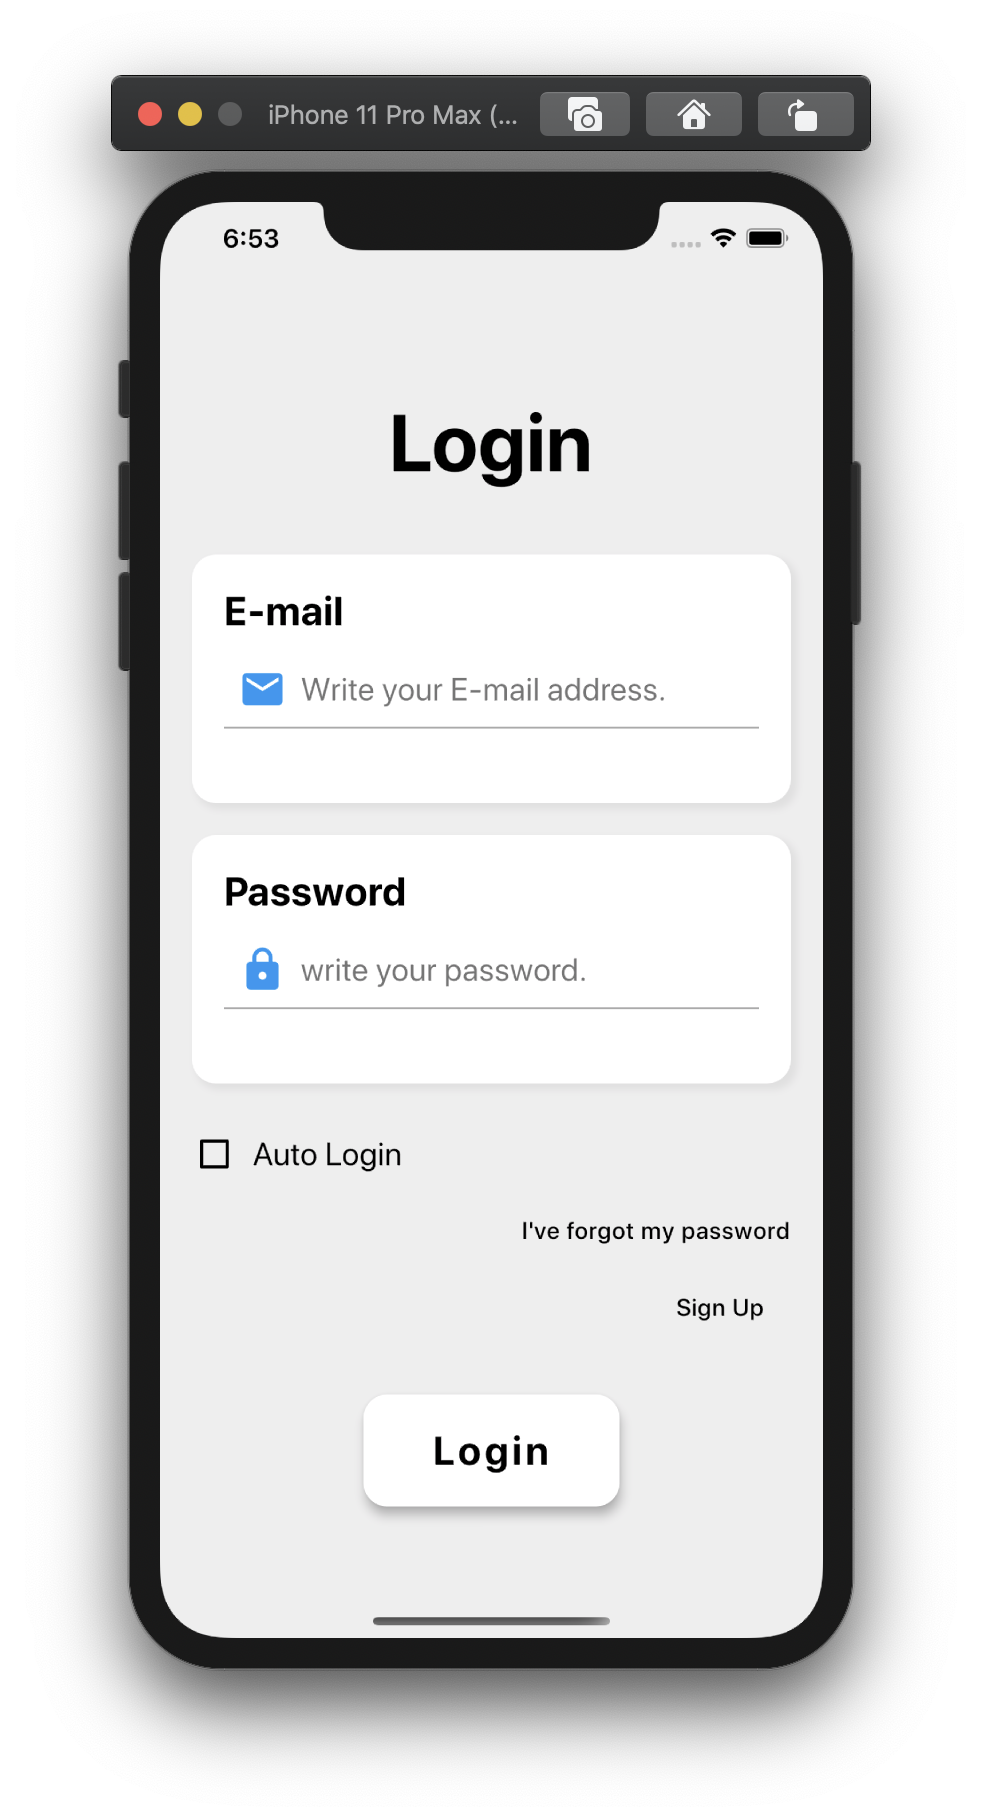 iPhone 11 Pro Max (...
6:53
Login
E-mail
Write your E-mail address.
Password
write your password.
Auto Login
I've forgot my password
Sign Up
Login